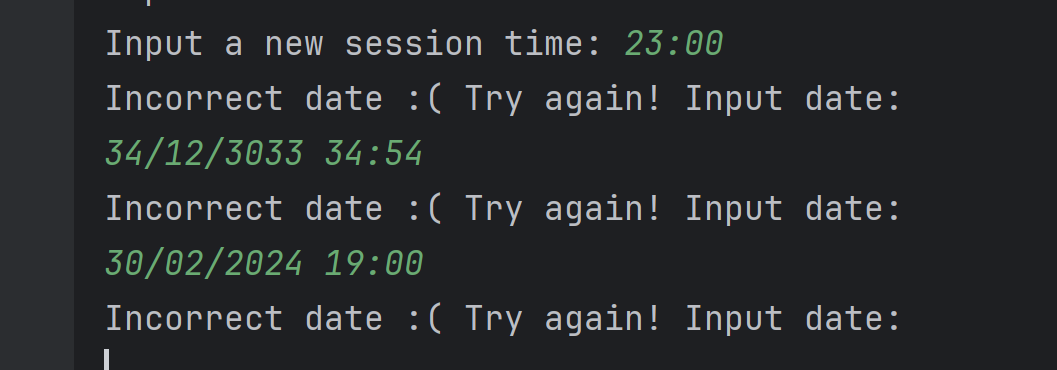 Input a new session time: 23:00
Incorrect date :( Try again! Input date:
34/12/3033 34:54
Incorrect date :( Try again! Input date:
30/02/2024 19:00
Incorrect date :( Try again! Input date: